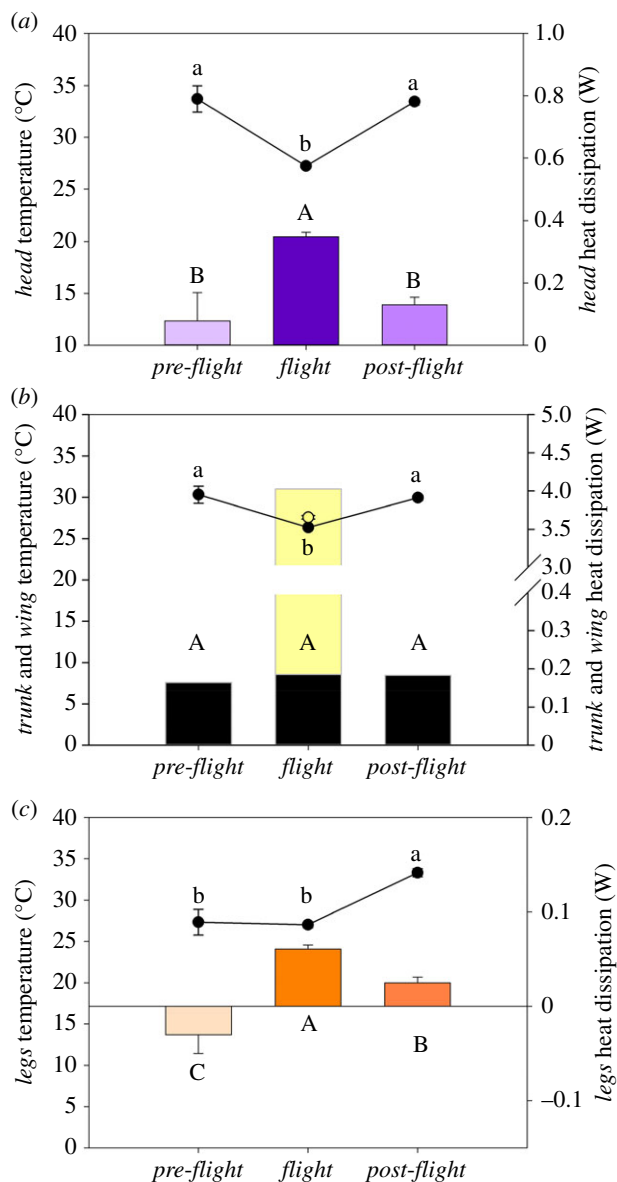 (a)
40
35
30
25
20
15
10
head temperature (°C)
a
b
a
B
A
B
1.0
0.8
0.6
0.4
0.2
0
head heat dissipation (W)
pre-flight flight post-flight
(b)
40
35
30
25
20
15
10
5
0
trunk and wing temperature (°C)
a
b
a
A
A
A
5.0
4.0
3.5
3.0
0.4
0.3
0.2
0.1
0
trunk and wing heat dissipation (W)
pre-flight flight post-flight
(c)
40
35
30
25
20
15
10
5
0
legs temperature (°C)
b
b
a
C
A
B
0.2
0.1
0
–0.1
legs heat dissipation (W)
pre-flight flight post-flight